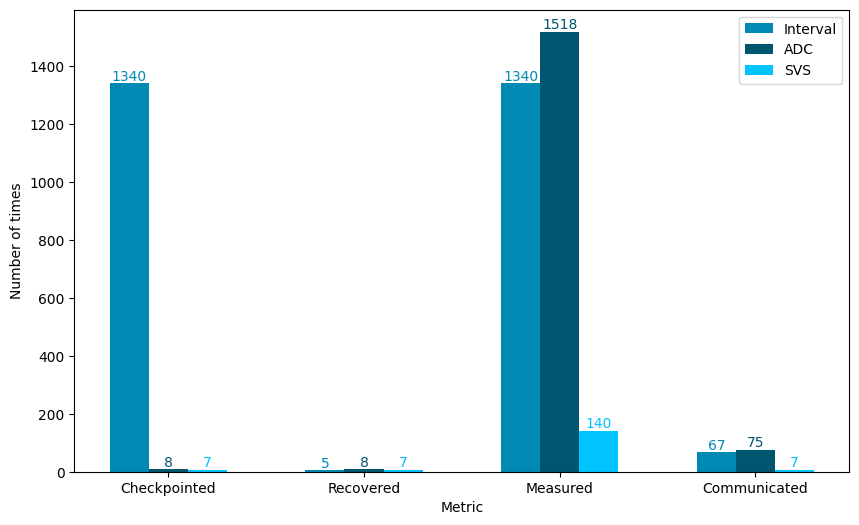 Interval
ADC
SVS
1340
8
7
5
8
7
1340
1518
140
67
75
7
1400
1200
1000
800
600
400
200
0
Number of times
Checkpointed
Recovered
Measured
Communicated
Metric